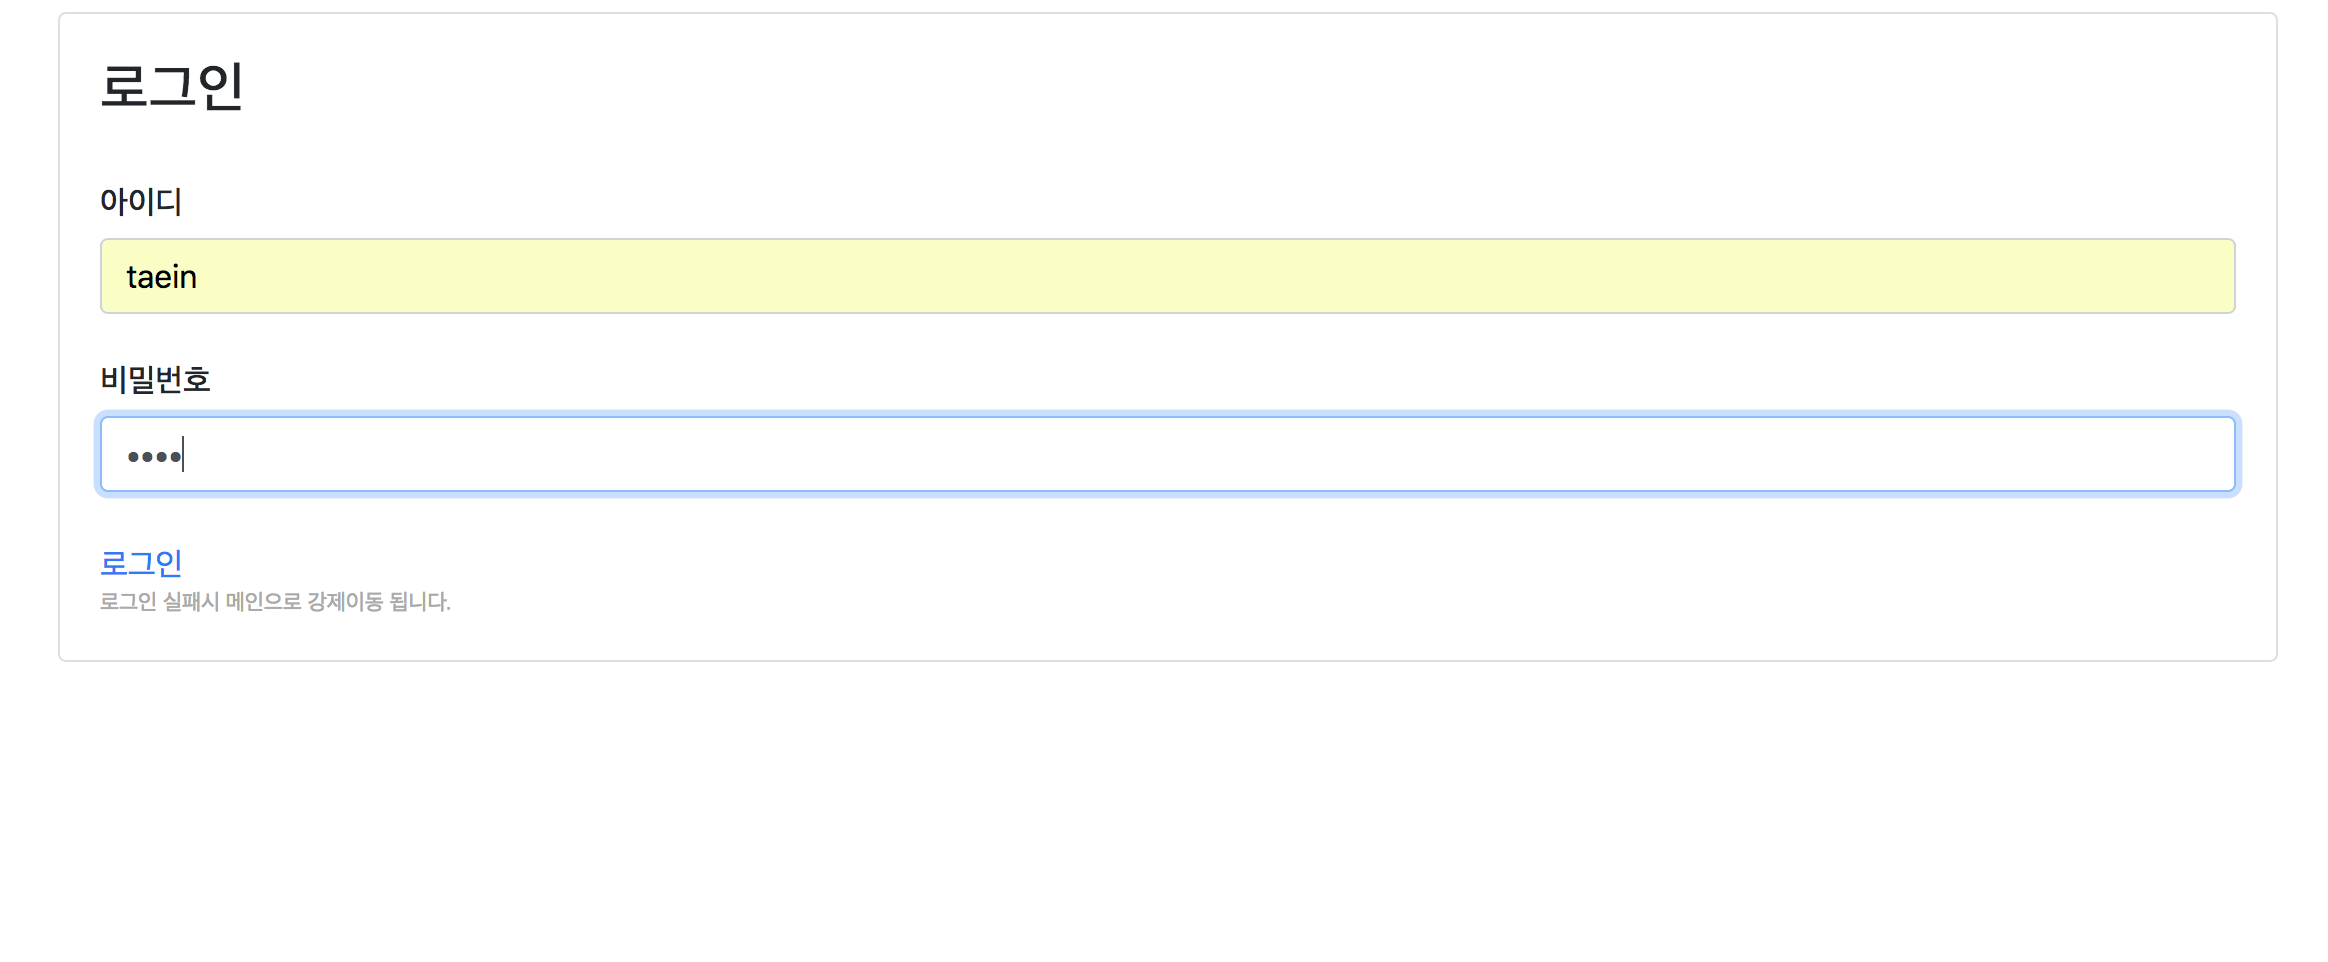 로그인
아이디
taein
비밀번호
••••
로그인
로그인 실패시 메인으로 강제이동 됩니다.